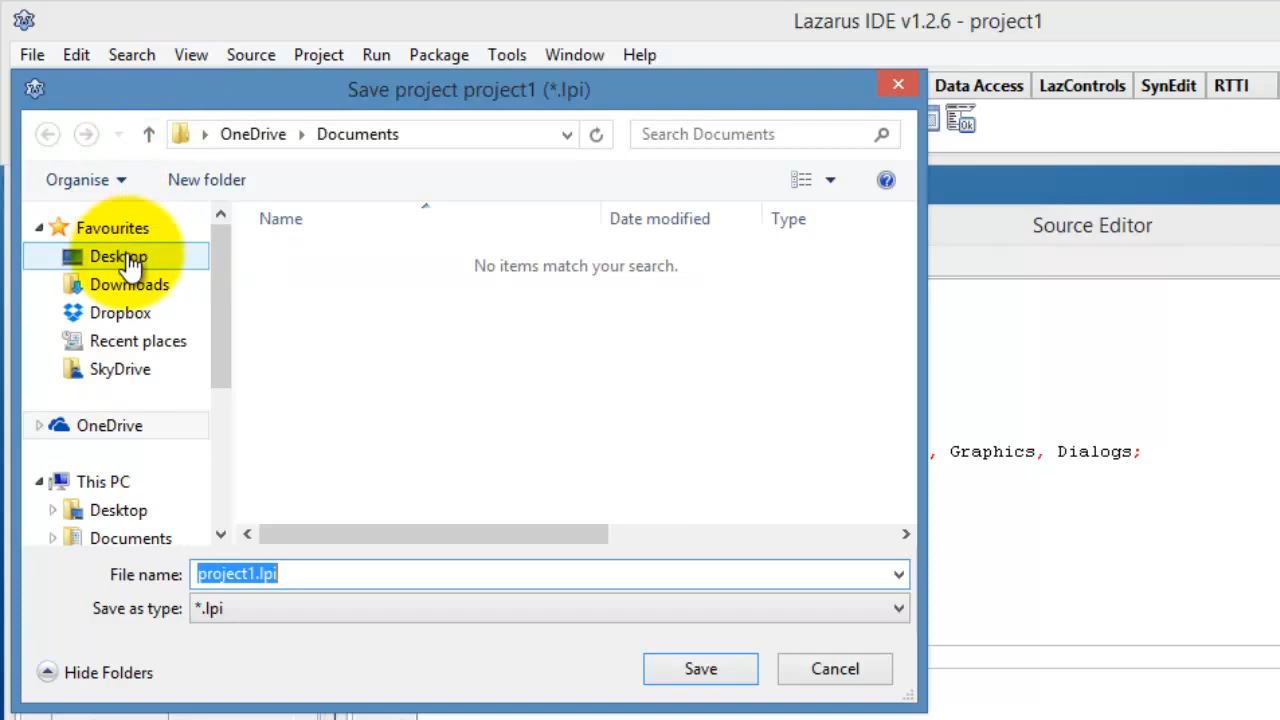 Lazarus IDE v1.2.6 - project1
File Edit Search View Source Project Run Package Tools Window Help
Save project project1 (*.lpi)
Data Access LazControls SynEdit RTTI
OneDrive Documents
Search Documents
Ok
Organise New folder
Name Date modified Type
Source Editor
No items match your search.
Favourites
Desktop
Downloads
Dropbox
Recent places
SkyDrive
OneDrive
This PC
Desktop
Documents
, Graphics, Dialogs;
File name: project1.lpi
Save as type: *.lpi
Hide Folders
Save Cancel